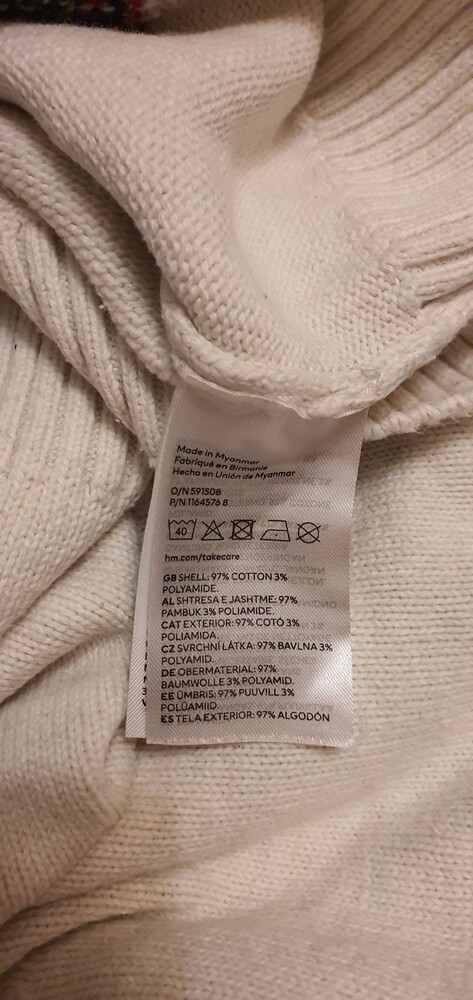 Made in Myanmar
Fabriqué en Birmanie
Hecho en Unión de Myanmar
O/N 591508
P/N 1164576 8
40
hm.com/takecare
GB SHELL: 97% COTTON 3%
POLYAMIDE.
AL SHTRESA E JASHTME: 97%
PAMBUK 3% POLIAMIDE.
CAT EXTERIOR: 97% COTÓ 3%
POLIAMIDA.
CZ SVRCHNÍ LÁTKA: 97% BAVLNA 3%
POLYAMID.
DE OBERMATERIAL: 97%
BAUMWOLLE 3% POLYAMID.
EE ÜMBRIS: 97% PUUVILL 3%
POLÜAMIID.
ES TELA EXTERIOR: 97% ALGODÓN